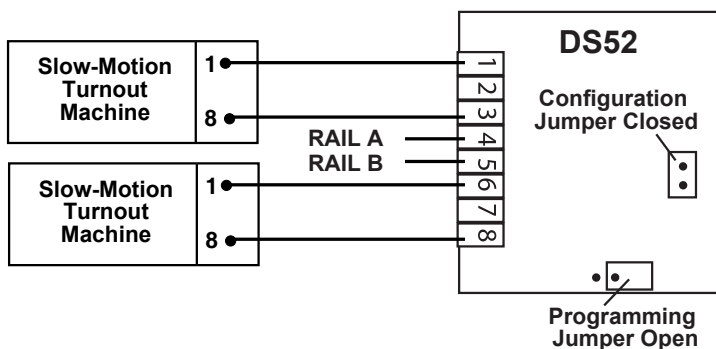 Slow-Motion
Turnout
Machine
1
8
RAIL A
RAIL B
Slow-Motion
Turnout
Machine
1
8
DS52
1
2
3
4
5
6
7
8
Configuration
Jumper Closed
Programming
Jumper Open